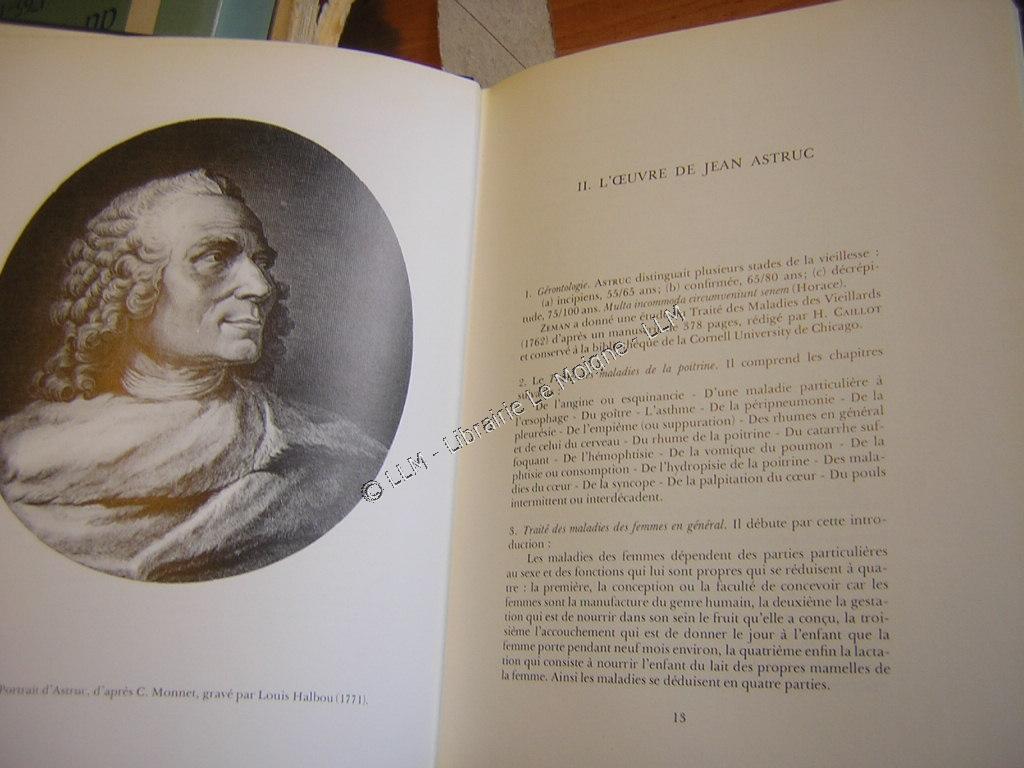 Portrait d'Astruc, d'après C. Monnet, gravé par Louis Halbou (1771).
II. L'ŒUVRE DE JEAN ASTRUC
1. Gérontologie. ASTRUC distinguait plusieurs stades de la vieillesse :
(a) incipiens, 55/65 ans; (b) confirmée, 65/80 ans; (c) décrépi-
tude, 75/100 ans. Multa incommoda circumveniunt senem (Horace).
ZEMAN a donné une Traité des Maladies des Vieillards
(1762) d'après un manus 378 pages, rédigé par H. CAILLOT
et conservé à la bibliothèque de la Cornell University de Chicago.
2. Le maladies de la poitrine. Il comprend les chapitres
De l'angine ou esquinancie - D'une maladie particulière à
l'œsophage - Du goître - L'asthme - De la péripneumonie - De la
pleurésie - De l'empième (ou suppuration) - Des rhumes en général
et de celui du cerveau - Du rhume de la poitrine - Du catarrhe suf-
foquant - De l'hémophtisie - De la vomique du poumon - De la
phtisie ou consomption - De l'hydropisie de la poitrine - Des mala-
dies du cœur - De la syncope - De la palpitation du cœur - Du pouls
intermittent ou interdécadent.
3. Traité des maladies des femmes en général. Il débute par cette intro-
duction :
Les maladies des femmes dépendent des parties particulières
au sexe et des fonctions qui lui sont propres qui se réduisent à qua-
tre : la première, la conception ou la faculté de concevoir car les
femmes sont la manufacture du genre humain, la deuxième la gesta-
tion qui est de nourrir dans son sein le fruit qu'elle a conçu, la troi-
sième l'accouchement qui est de donner le jour à l'enfant que la
femme porte pendant neuf mois environ, la quatrième enfin la lacta-
tion qui consiste à nourrir l'enfant du lait des propres mamelles de
la femme. Ainsi les maladies se déduisent en quatre parties.
13
© LLM - Librairie Le Moigne - LLM